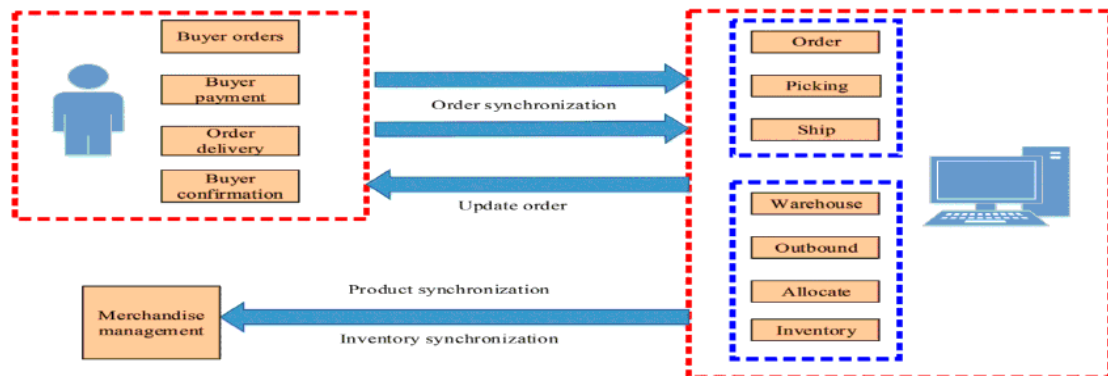 Buyer orders
Buyer
payment
Order
delivery
Buyer
confirmation
Order synchronization
Update order
Order
Picking
Ship
Warehouse
Outbound
Allocate
Inventory
Merchandise
management
Product synchronization
Inventory synchronization